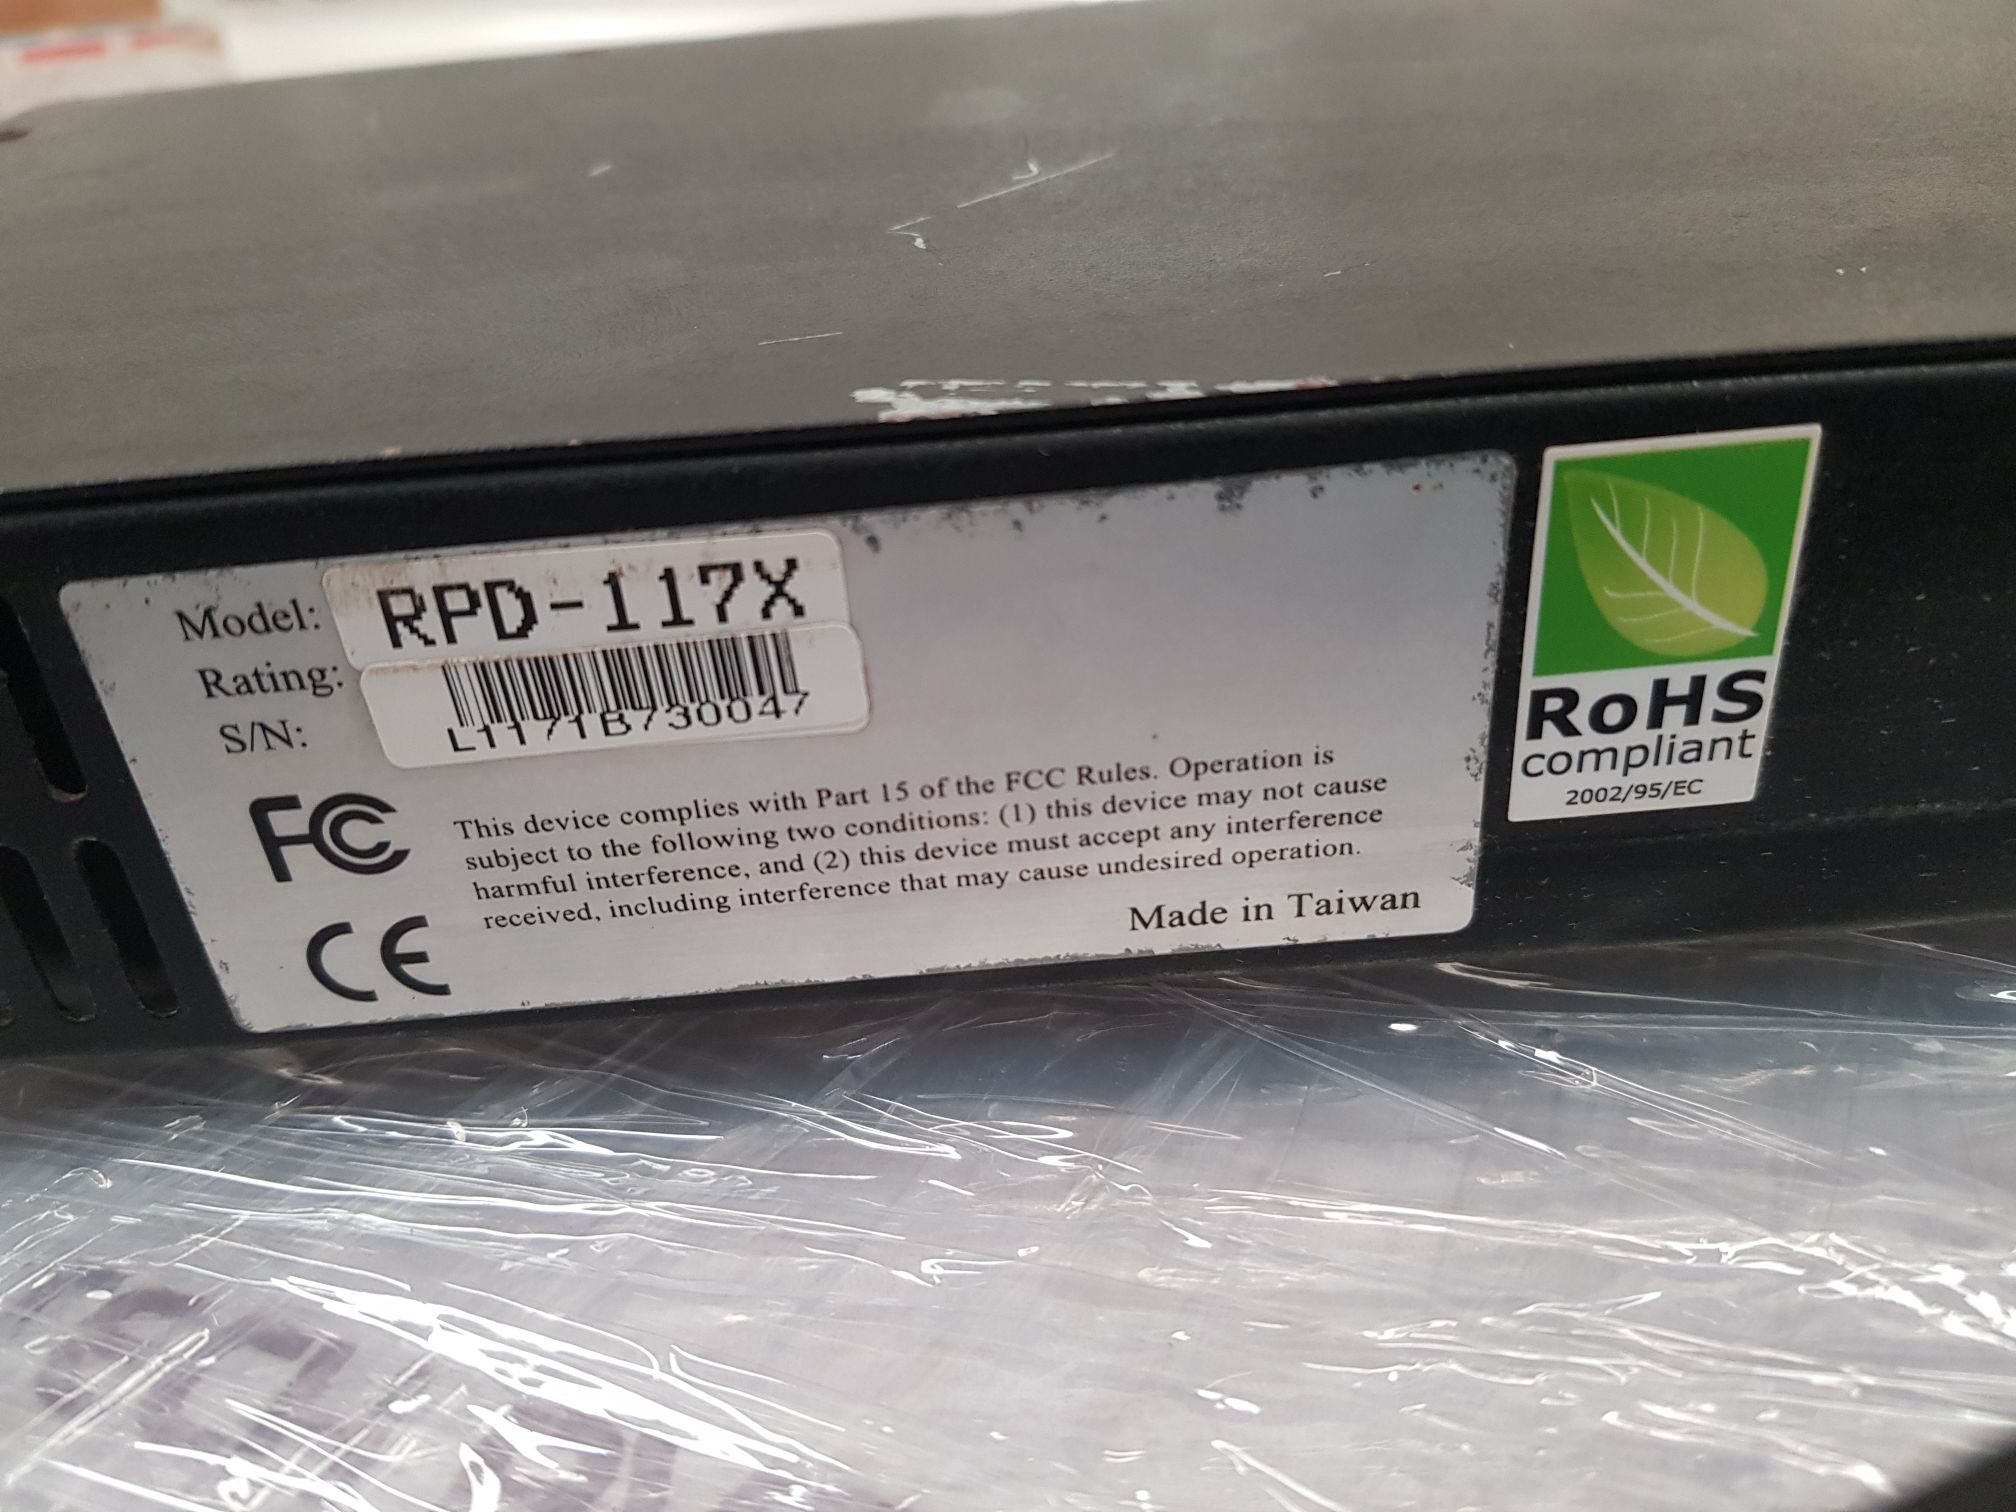 Model: RPD-117X
Rating:
S/N: L1171B730047
FC
This device complies with Part 15 of the FCC Rules. Operation is
subject to the following two conditions: (1) this device may not cause
harmful interference, and (2) this device must accept any interference
received, including interference that may cause undesired operation.
CE
Made in Taiwan
RoHS
compliant
2002/95/EC